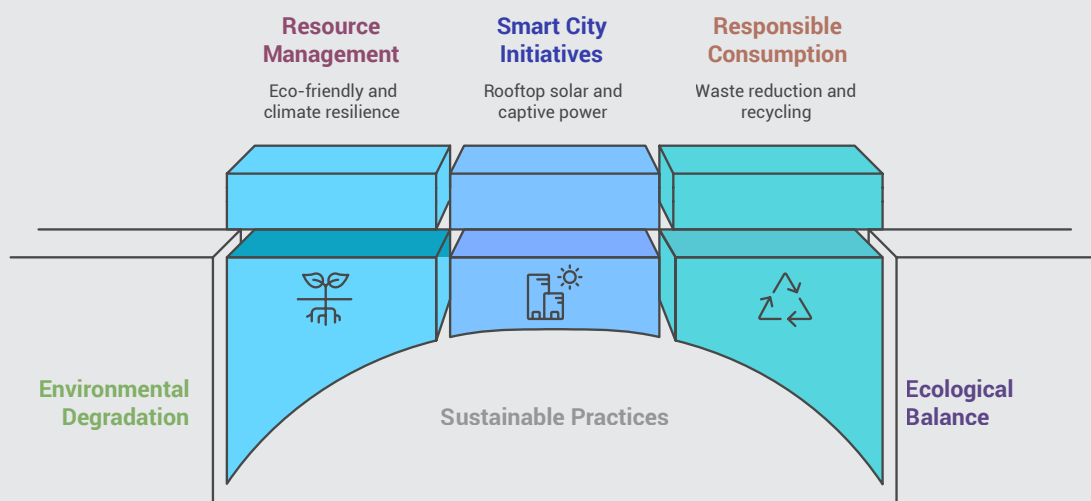 Resource
Management
Eco-friendly and
climate resilience
Smart City
Initiatives
Rooftop solar and
captive power
Responsible
Consumption
Waste reduction and
recycling
Environmental
Degradation
Sustainable Practices
Ecological
Balance